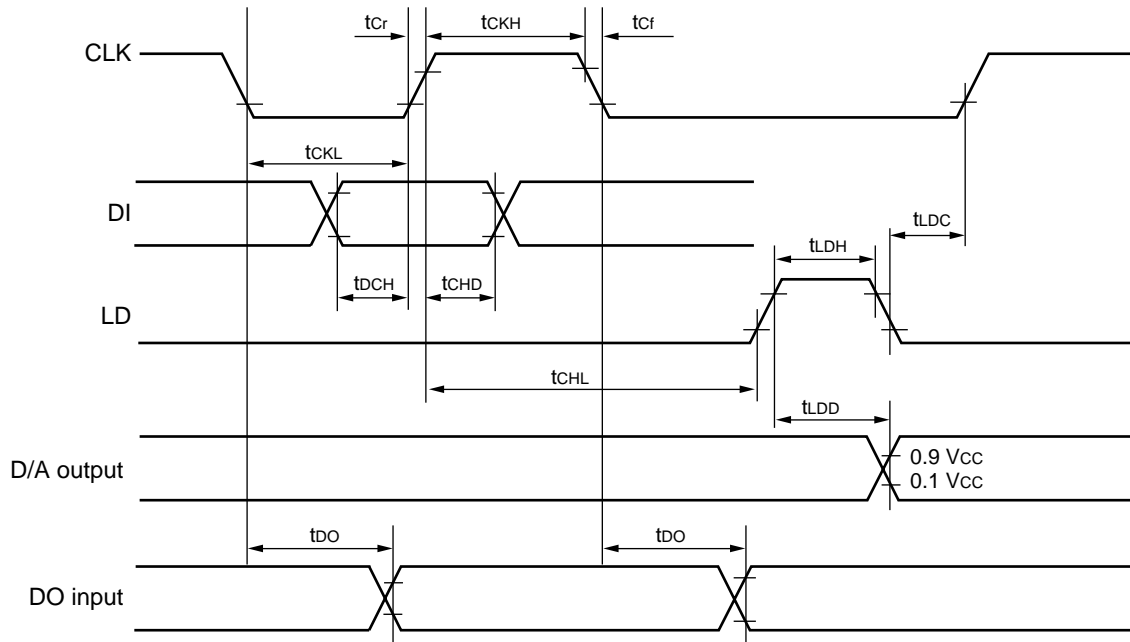 tCr
tCKH
tCf
CLK
tCKL
DI
tLDC
tLDH
tDCH
tCHD
LD
tCHL
tLDD
D/A output
0.9 VCC
0.1 VCC
tDO
tDO
DO input